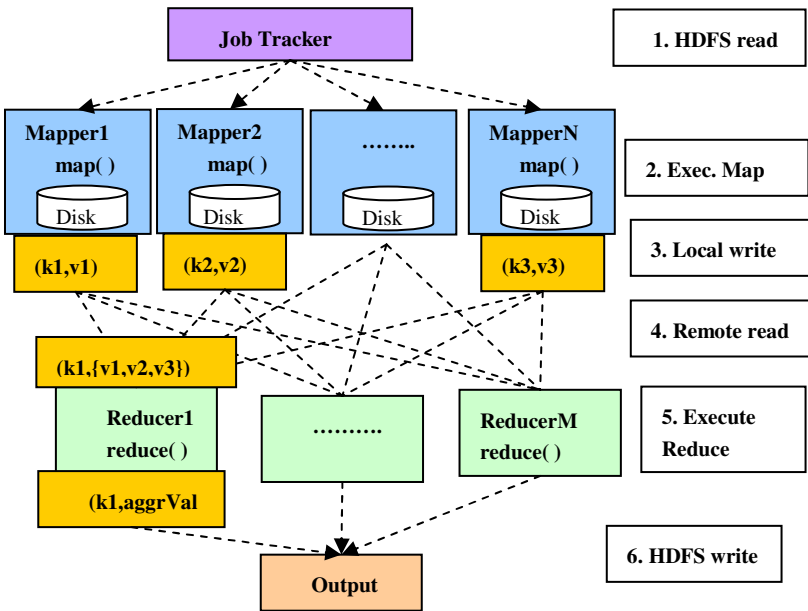 Job Tracker
1. HDFS read
Mapper1
map( )
Disk
Mapper2
map( )
Disk
……..
Disk
MapperN
map( )
Disk
2. Exec. Map
(k1,v1)
(k2,v2)
(k3,v3)
3. Local write
4. Remote read
(k1,{v1,v2,v3})
Reducer1
reduce( )
……….
ReducerM
reduce( )
5. Execute
Reduce
(k1,aggrVal
6. HDFS write
Output